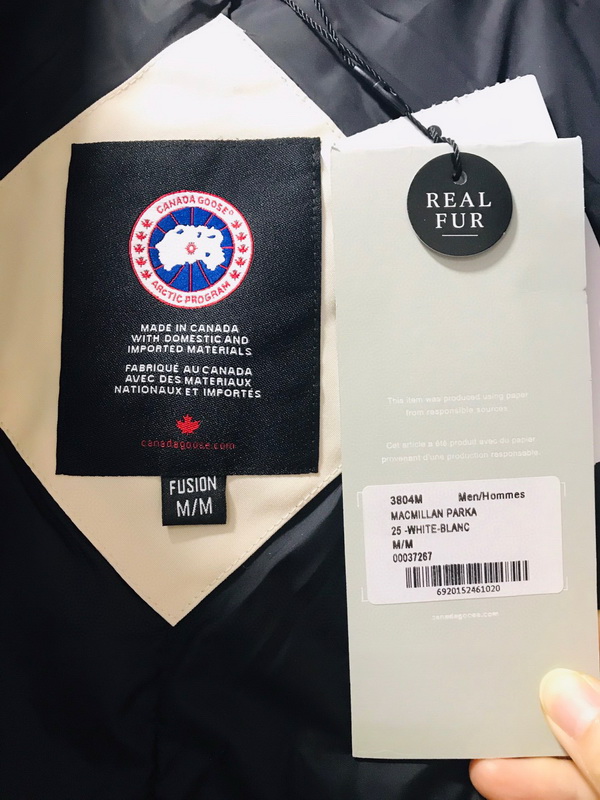 CANADA GOOSE®
ARCTIC PROGRAM
MADE IN CANADA
WITH DOMESTIC AND
IMPORTED MATERIALS
FABRIQUÉ AU CANADA
AVEC DES MATERIAUX
NATIONAUX ET IMPORTÉS
canadagoose.com
FUSION
M/M
REAL
FUR
This item was produced using paper
from responsible sources.
Cet article a été produit avec de papier
provenant d'une production responsable.
3804M Men/Hommes
MACMILLAN PARKA
25 -WHITE-BLANC
M/M
00037267
6920152461020
canadagoose.com